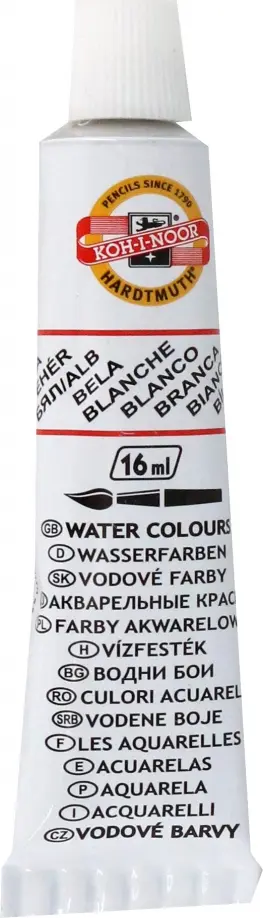 PENCILS SINCE 1790
KOH-I-NOOR
HARDTMUTH
БЯЛ/ALB
BELA
BLANCHE
BLANCO
BRANCA
16 ml
GB WATER COLOURS
D WASSERFARBEN
SK VODOVÉ FARBY
АКВАРЕЛЬНЫЕ КРАС
PL FARBY AKWARELOW
H VÍZFESTÉK
BG ВОДНИ БОИ
RO CULORI ACUAREL
SRB VODENE BOJE
F LES AQUARELLES
E ACUARELAS
P AQUARELA
I ACQUARELLI
CZ VODOVÉ BARVY